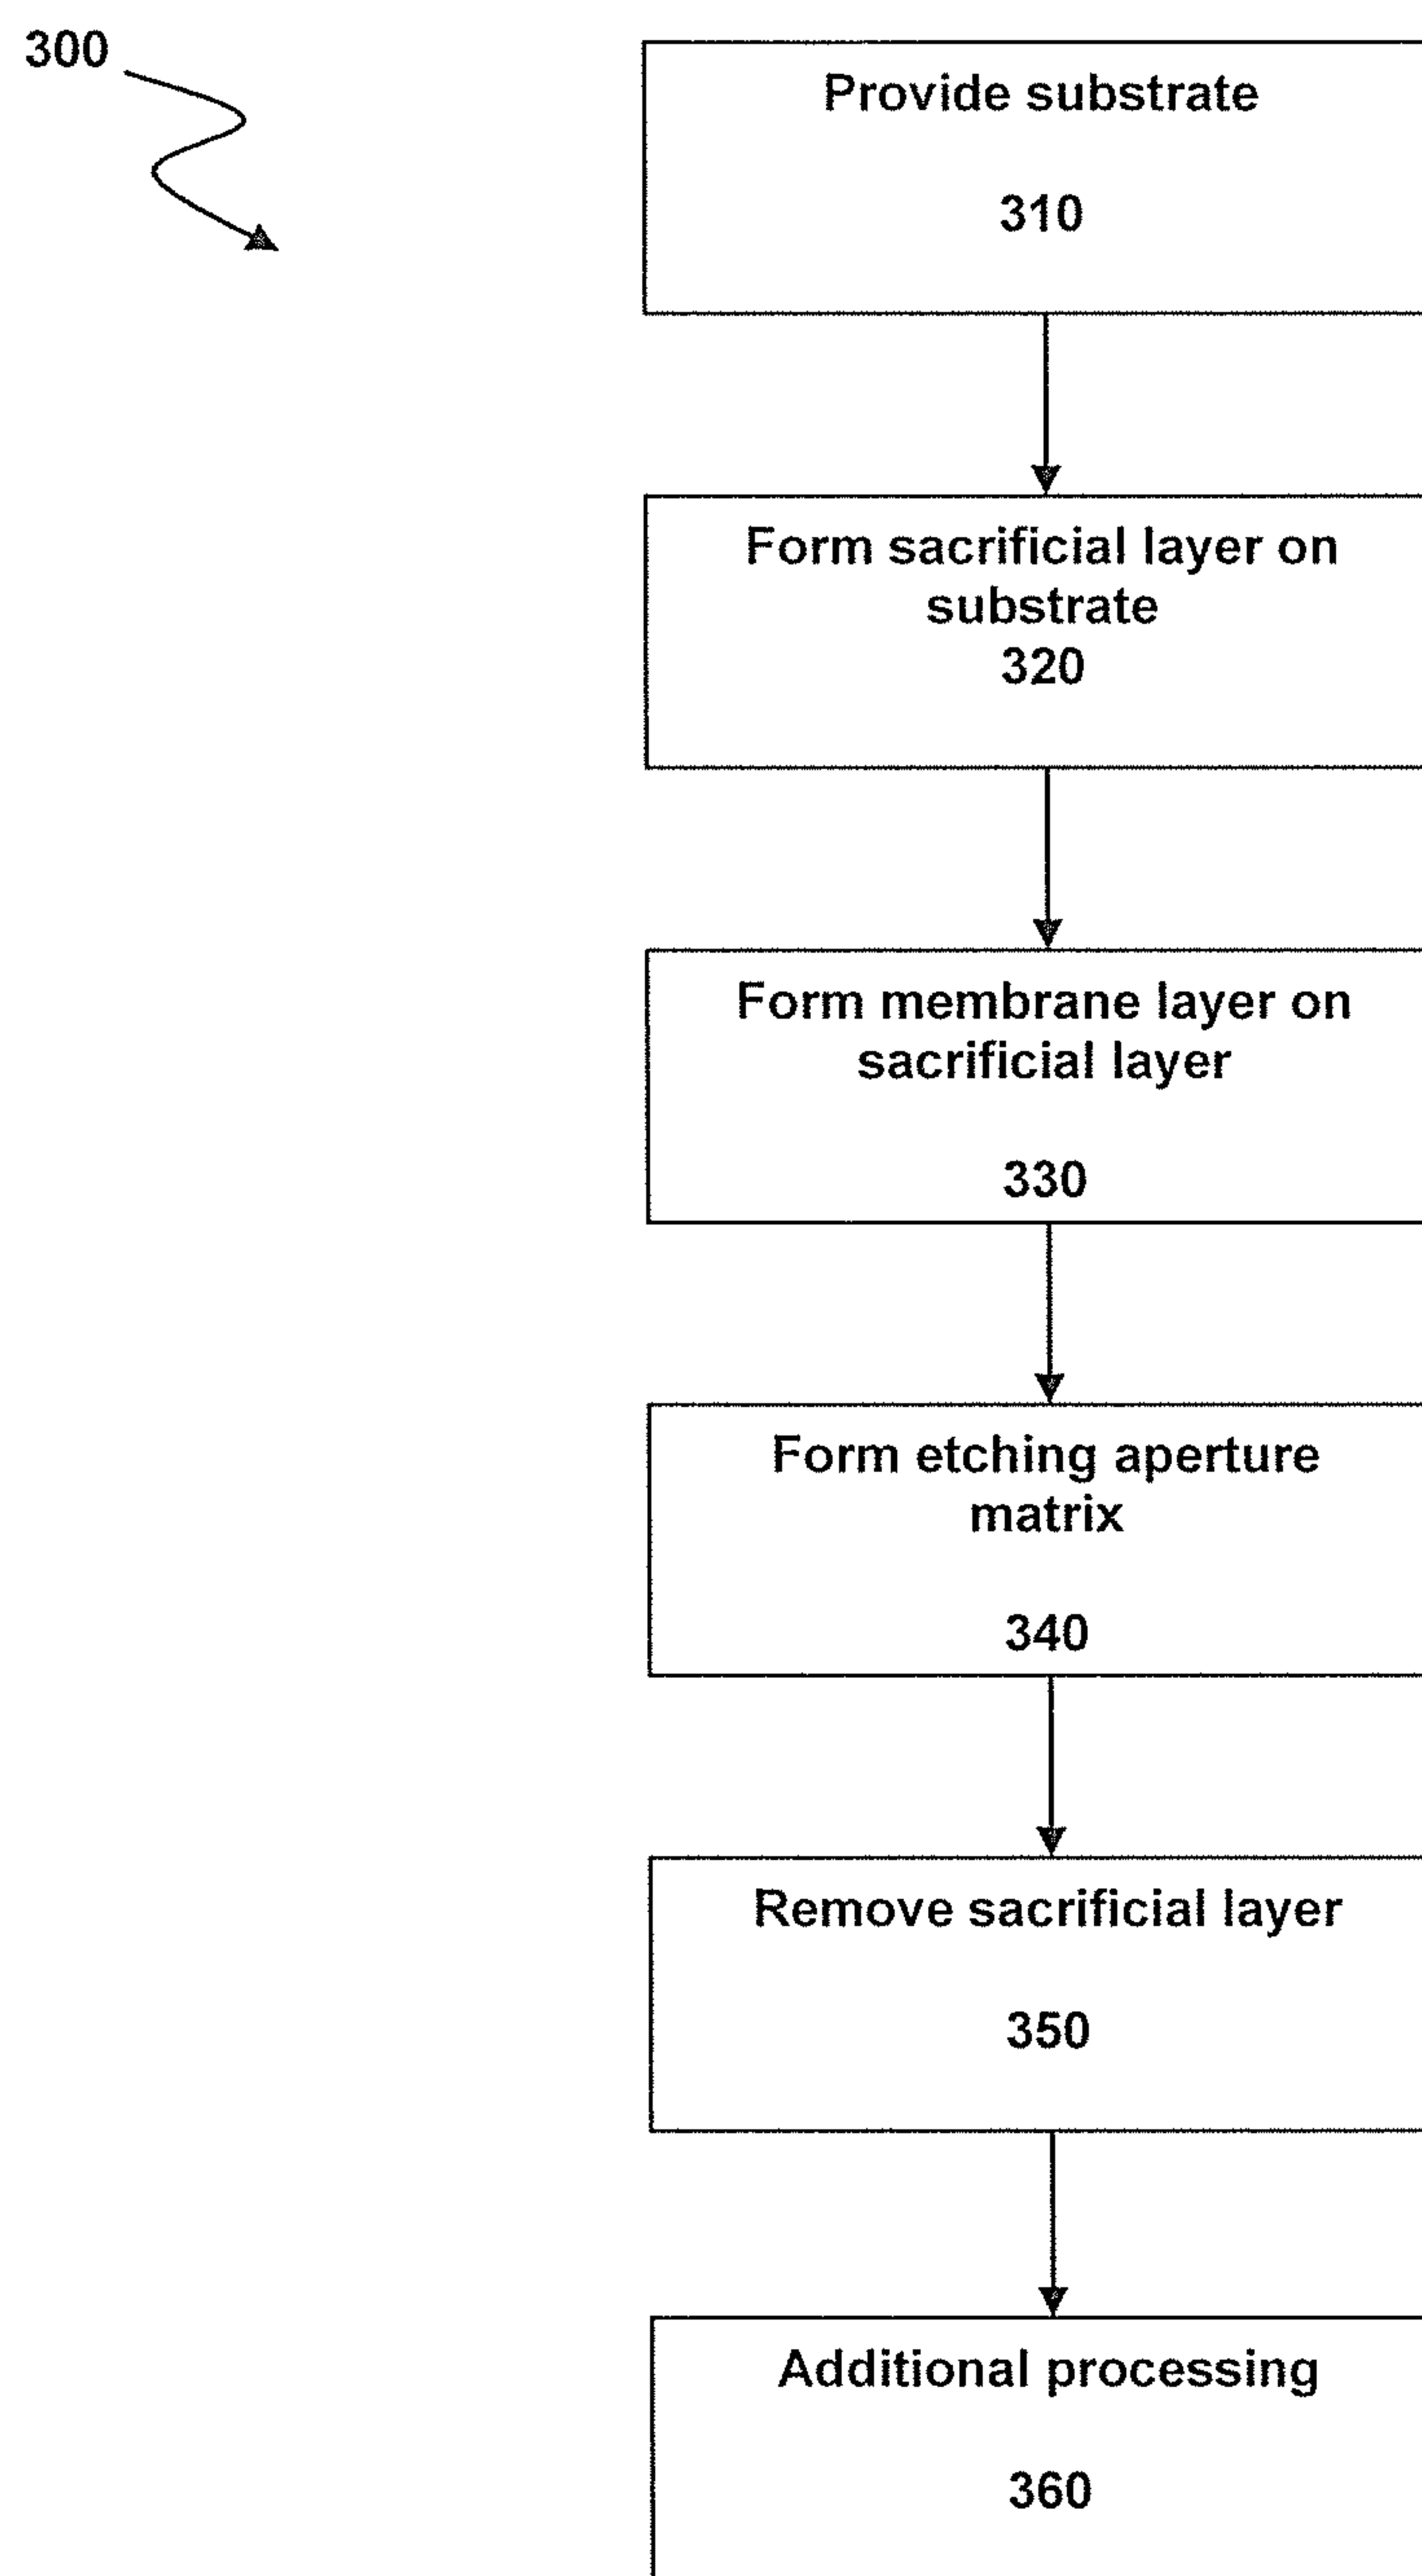 300
Provide substrate
310
Form sacrificial layer on
substrate
320
Form membrane layer on
sacrificial layer
330
Form etching aperture
matrix
340
Remove sacrificial layer
350
Additional processing
360